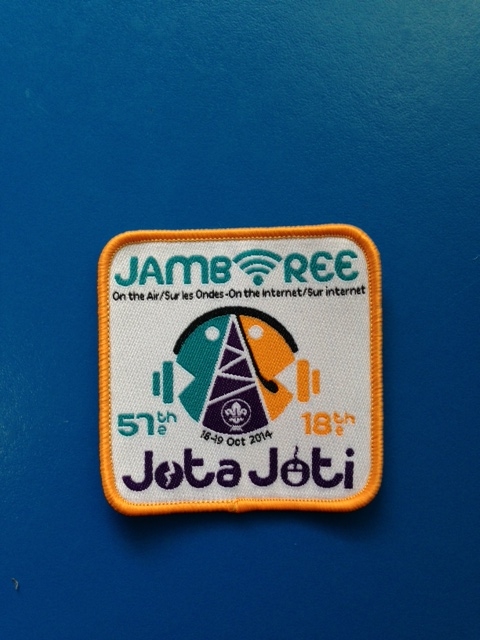 JAMBOREE
On the Air/Sur les Ondes-On the Internet/Sur internet
57th 18th
e e
18-19 Oct 2014
Jota Joti